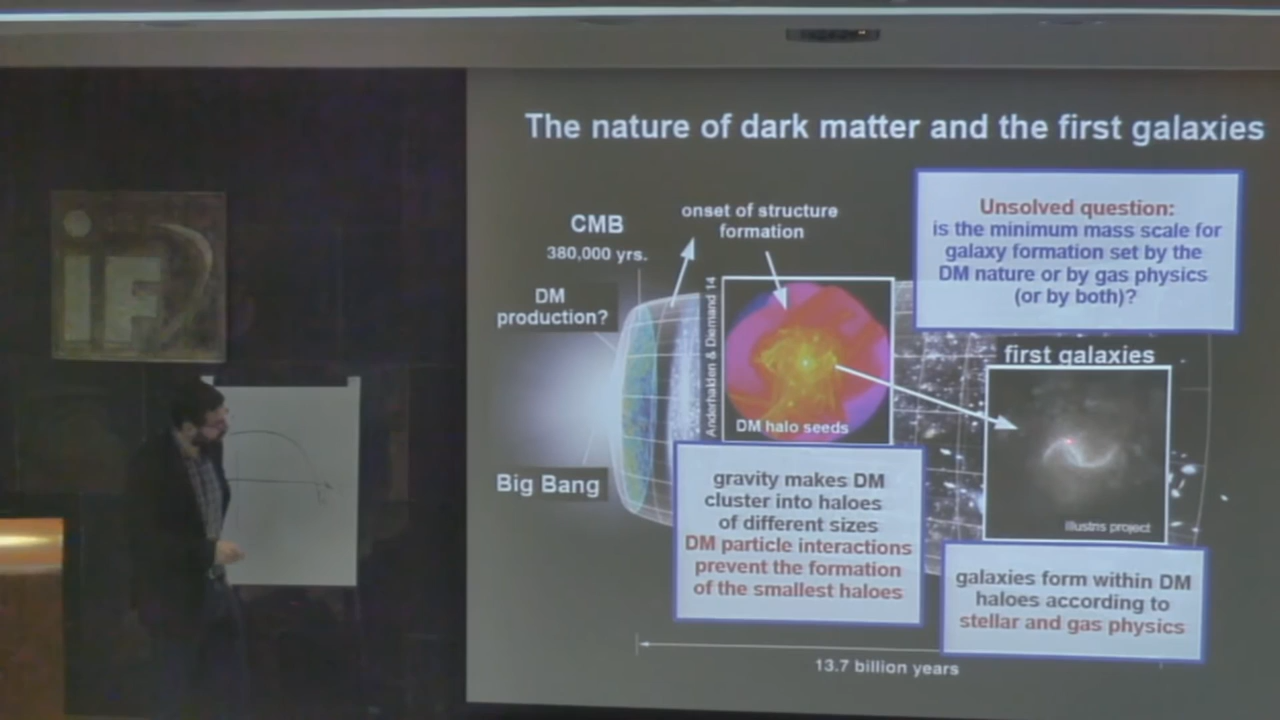 The nature of dark matter and the first galaxies
Unsolved question:
is the minimum mass scale for
galaxy formation set by the
DM nature or by gas physics
(or by both)?
onset of structure
formation
CMB
380,000 yrs.
DM
production?
Anderhalden & Diemand 14
DM halo seeds
first galaxies
illustris project
Big Bang
gravity makes DM
cluster into haloes
of different sizes
DM particle interactions
prevent the formation
of the smallest haloes
galaxies form within DM
haloes according to
stellar and gas physics
13.7 billion years
iF